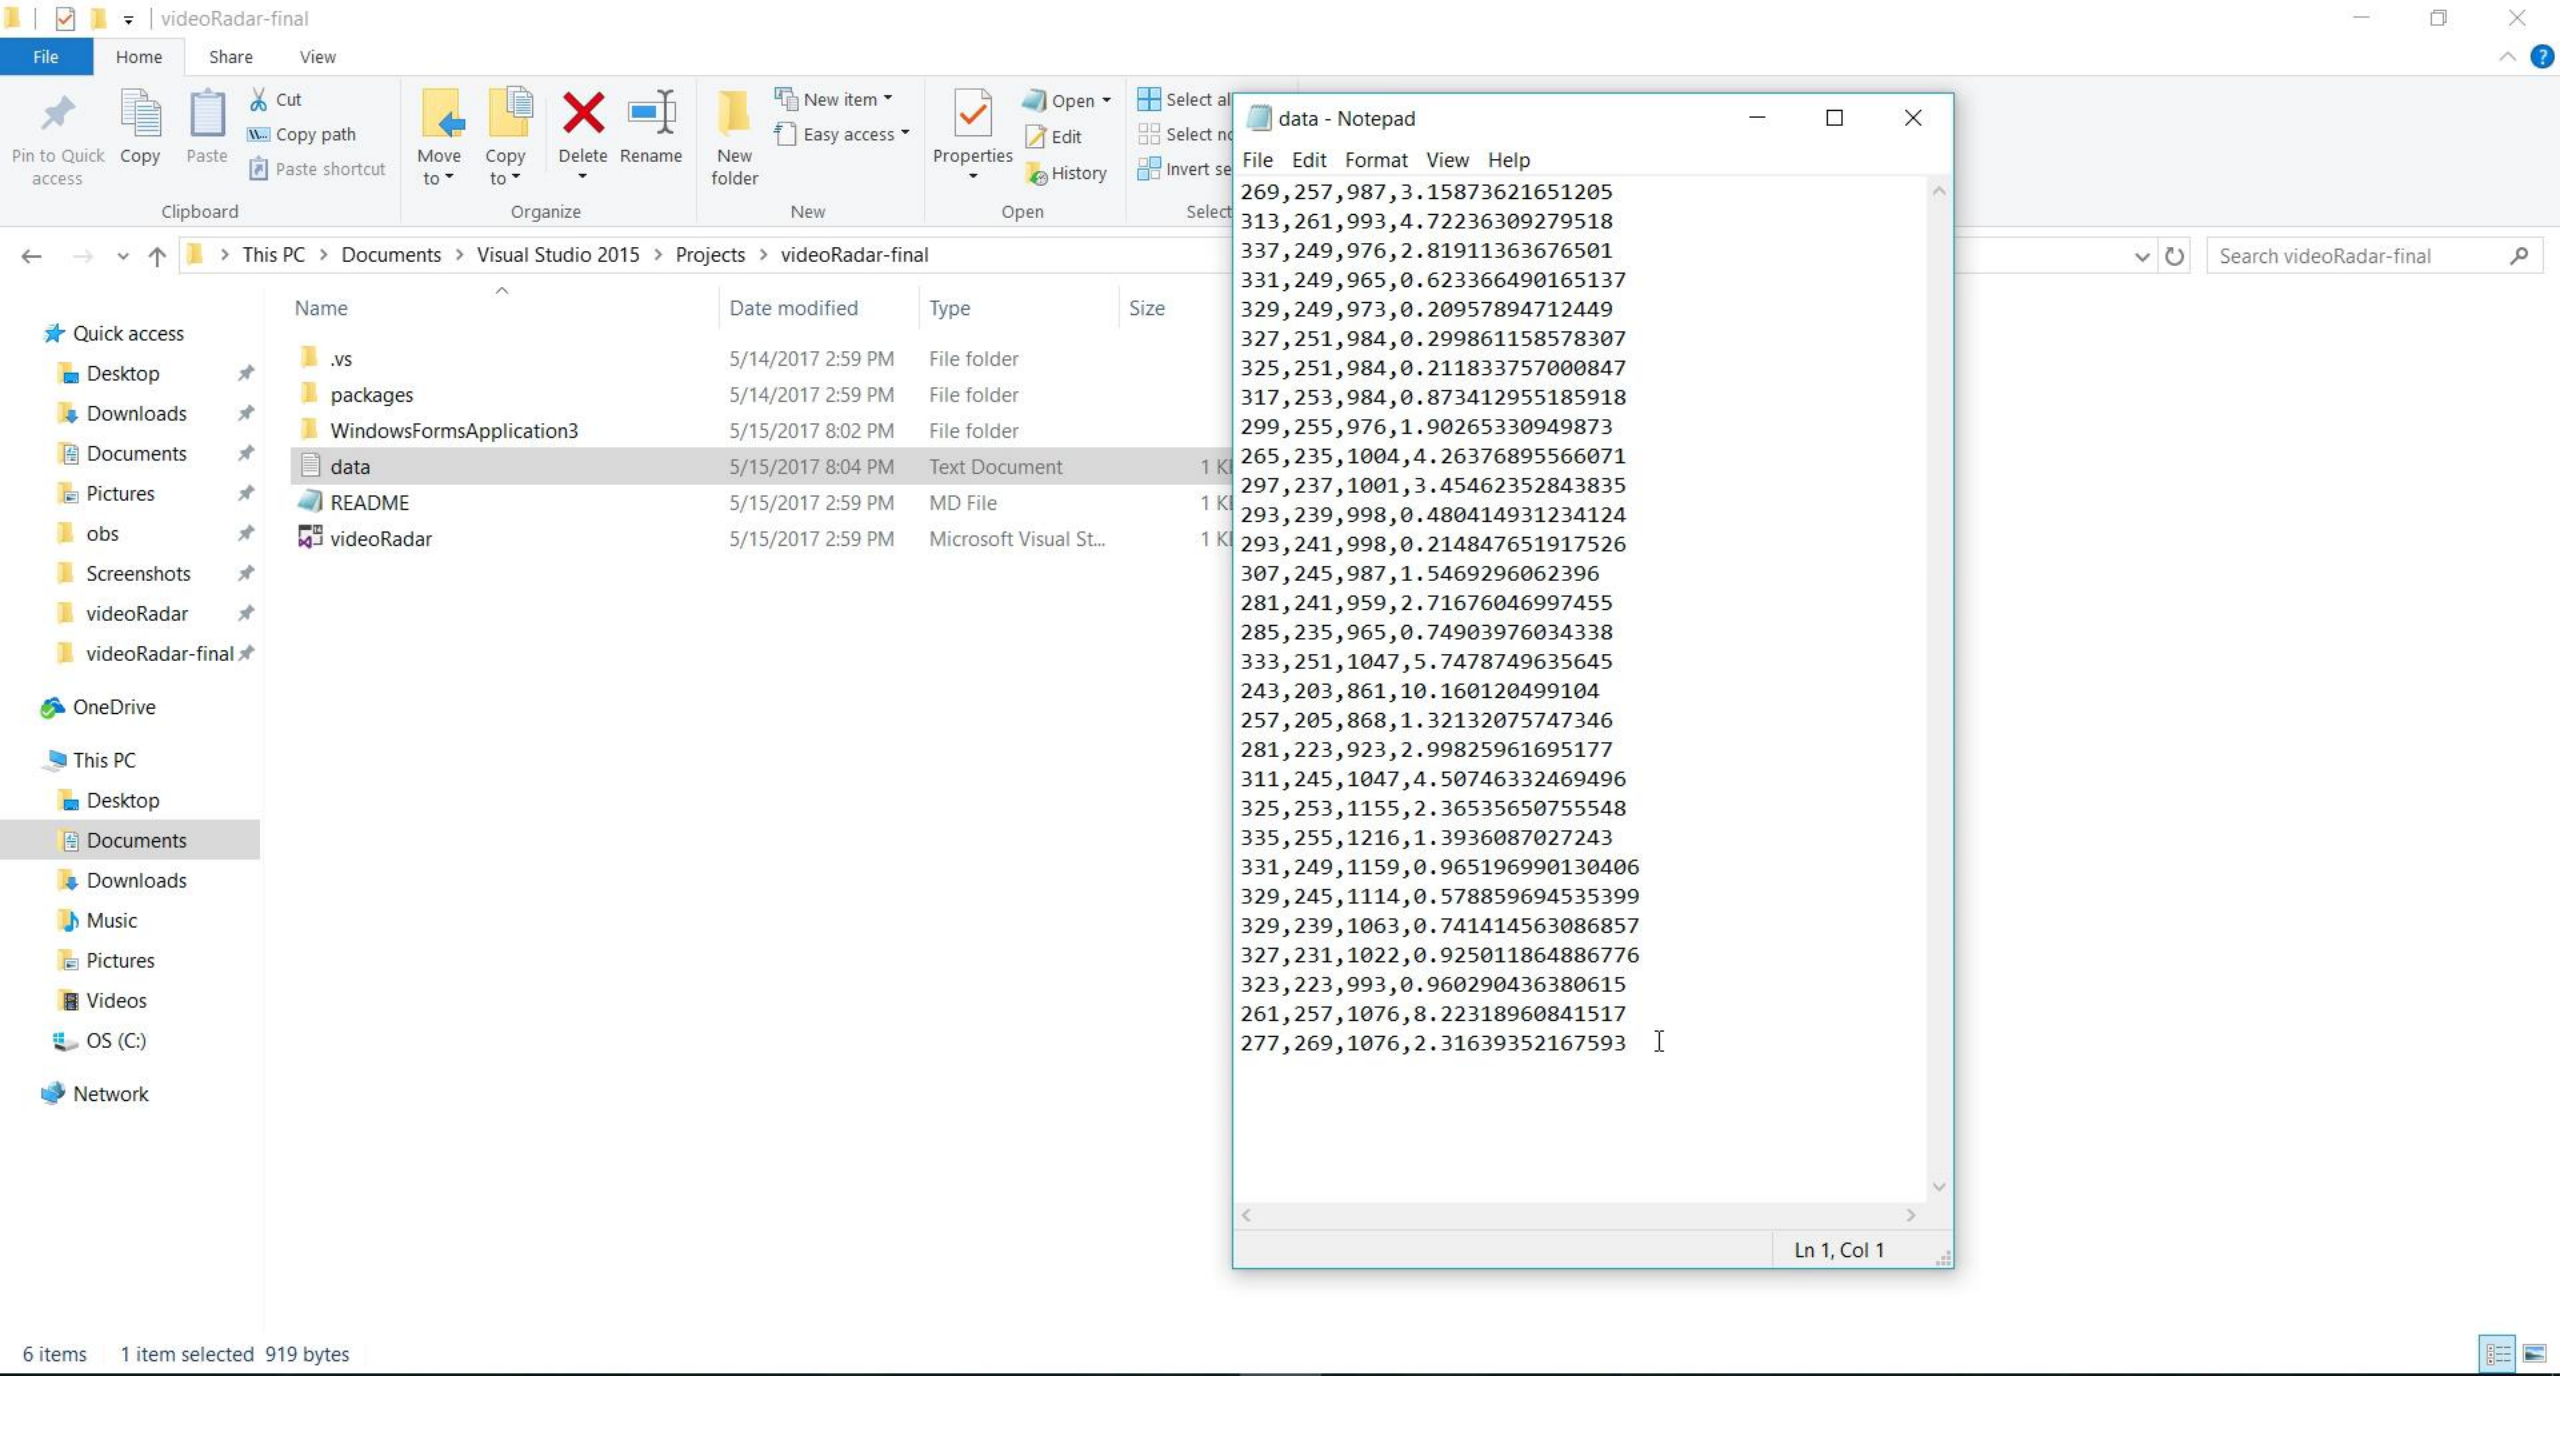 videoRadar-final
File Home Share View
Pin to Quick access
Copy
Paste
Cut
Copy path
Paste shortcut
Clipboard
Move to
Copy to
Delete
Rename
Organize
New folder
New item
Easy access
New
Properties
Open
Edit
History
Open
Select al
Select no
Invert se
Select
This PC > Documents > Visual Studio 2015 > Projects > videoRadar-final
Search videoRadar-final
Quick access
Desktop
Downloads
Documents
Pictures
obs
Screenshots
videoRadar
videoRadar-final
OneDrive
This PC
Desktop
Documents
Downloads
Music
Pictures
Videos
OS (C:)
Network
Name Date modified Type Size
.vs 5/14/2017 2:59 PM File folder
packages 5/14/2017 2:59 PM File folder
WindowsFormsApplication3 5/15/2017 8:02 PM File folder
data 5/15/2017 8:04 PM Text Document 1 K
README 5/15/2017 2:59 PM MD File 1 K
videoRadar 5/15/2017 2:59 PM Microsoft Visual St... 1 K
data - Notepad
File Edit Format View Help
269,257,987,3.15873621651205
313,261,993,4.72236309279518
337,249,976,2.81911363676501
331,249,965,0.623366490165137
329,249,973,0.20957894712449
327,251,984,0.299861158578307
325,251,984,0.211833757000847
317,253,984,0.873412955185918
299,255,976,1.90265330949873
265,235,1004,4.26376895566071
297,237,1001,3.45462352843835
293,239,998,0.480414931234124
293,241,998,0.214847651917526
307,245,987,1.5469296062396
281,241,959,2.71676046997455
285,235,965,0.74903976034338
333,251,1047,5.7478749635645
243,203,861,10.160120499104
257,205,868,1.32132075747346
281,223,923,2.99825961695177
311,245,1047,4.50746332469496
325,253,1155,2.36535650755548
335,255,1216,1.3936087027243
331,249,1159,0.965196990130406
329,245,1114,0.578859694535399
329,239,1063,0.741414563086857
327,231,1022,0.925011864886776
323,223,993,0.960290436380615
261,257,1076,8.22318960841517
277,269,1076,2.31639352167593
Ln 1, Col 1
6 items 1 item selected 919 bytes